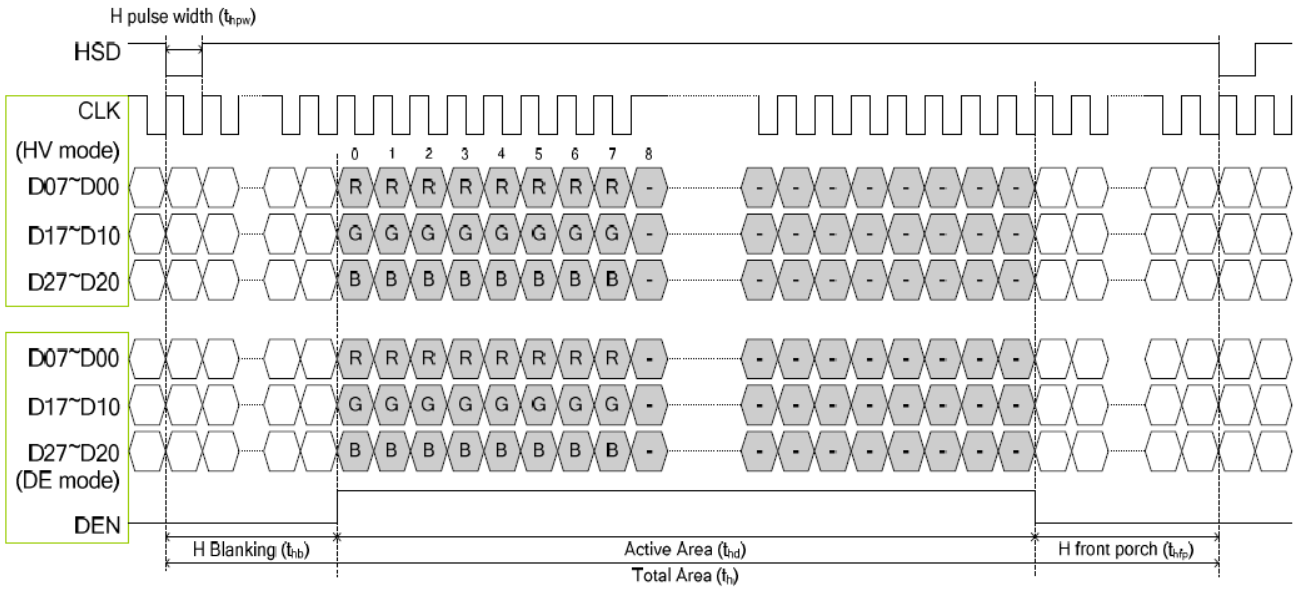 H pulse width (thpw)
HSD
CLK
(HV mode)
0 1 2 3 4 5 6 7 8
D07~D00 R R R R R R R R - - - - - - - - -
D17~D10 G G G G G G G G - - - - - - - - -
D27~D20 B B B B B B B B - - - - - - - - -
D07~D00 R R R R R R R R - - - - - - - - -
D17~D10 G G G G G G G G - - - - - - - - -
D27~D20 B B B B B B B B - - - - - - - - -
(DE mode)
DEN
H Blanking (thb) Active Area (thd) H front porch (thfp)
Total Area (th)